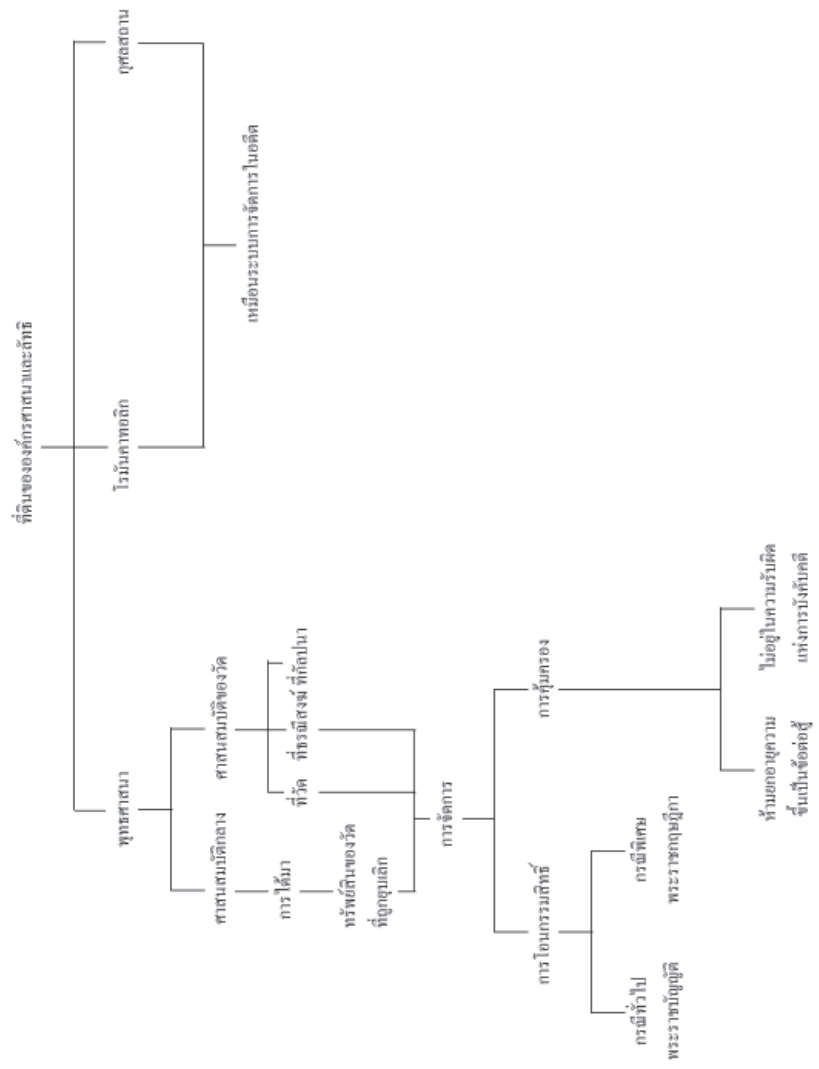 ที่ดินขององค์กรศาสนาและลัทธิ
พุทธศาสนา
โรมันคาทอลิก
กุศลสถาน
ศาสนสมบัติกลาง
ศาสนสมบัติของวัด
เหมือนระบบการจัดการในอดีต
การได้มา
ที่วัด
ที่ธรณีสงฆ์
ที่กัลปนา
ทรัพย์สินของวัด
ที่ถูกยุบเลิก
การจัดการ
การโอนกรรมสิทธิ์
การคุ้มครอง
กรณีทั่วไป
พระราชบัญญัติ
กรณีพิเศษ
พระราชกฤษฎีกา
ห้ามยกอายุความ
ขึ้นเป็นข้อต่อสู้
ไม่อยู่ในความรับผิด
แห่งการบังคับคดี